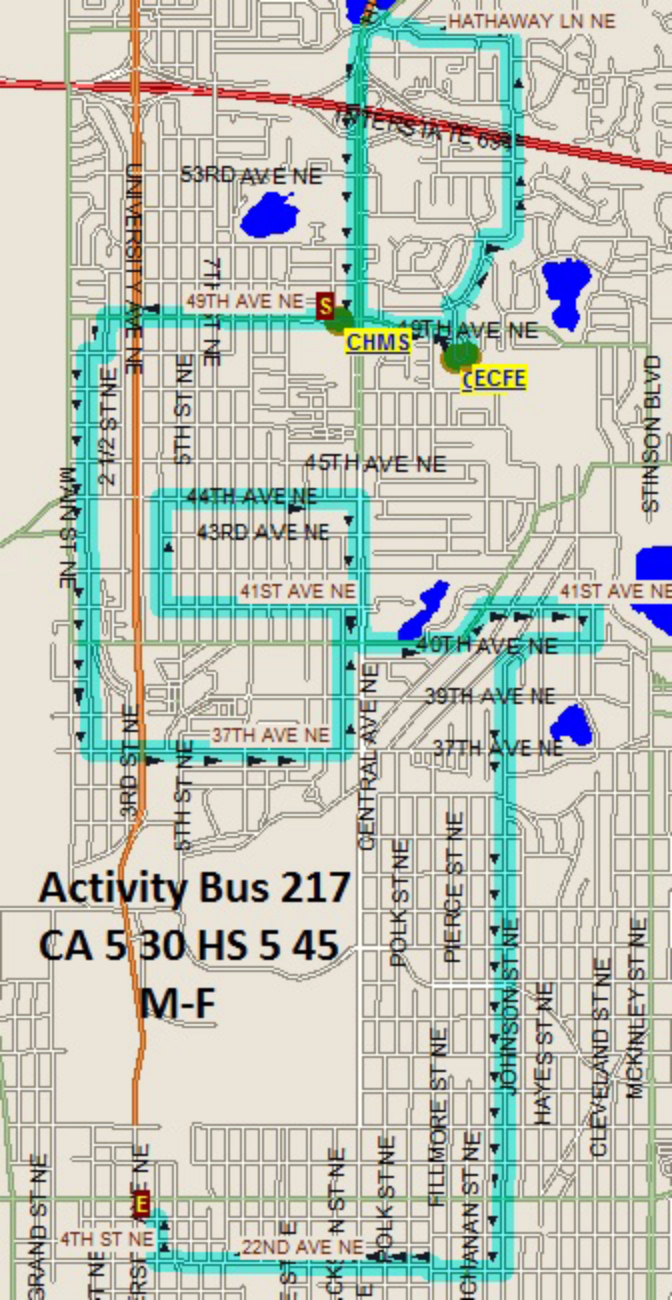 HATHAWAY LN NE
INTERSTATE 694
53RD AVE NE
UNIVERSITY AVE NE
7TH ST NE
49TH AVE NE
S
49TH AVE NE
CHMS
ECFE
2 1/2 ST NE
5TH ST NE
STINSON BLVD
45TH AVE NE
MAIN ST NE
44TH AVE NE
43RD AVE NE
41ST AVE NE
41ST AVE NE
40TH AVE NE
39TH AVE NE
CENTRAL AVE NE
37TH AVE NE
37TH AVE NE
3RD ST NE
5TH ST NE
Activity Bus 217
CA 5 30 HS 5 45
M-F
POLK ST NE
PIERCE ST NE
JOHNSON ST NE
HAYES ST NE
CLEVELAND ST NE
MCKINLEY ST NE
FILLMORE ST NE
GRAND ST NE
E
4TH ST NE
22ND AVE NE
POLK ST NE